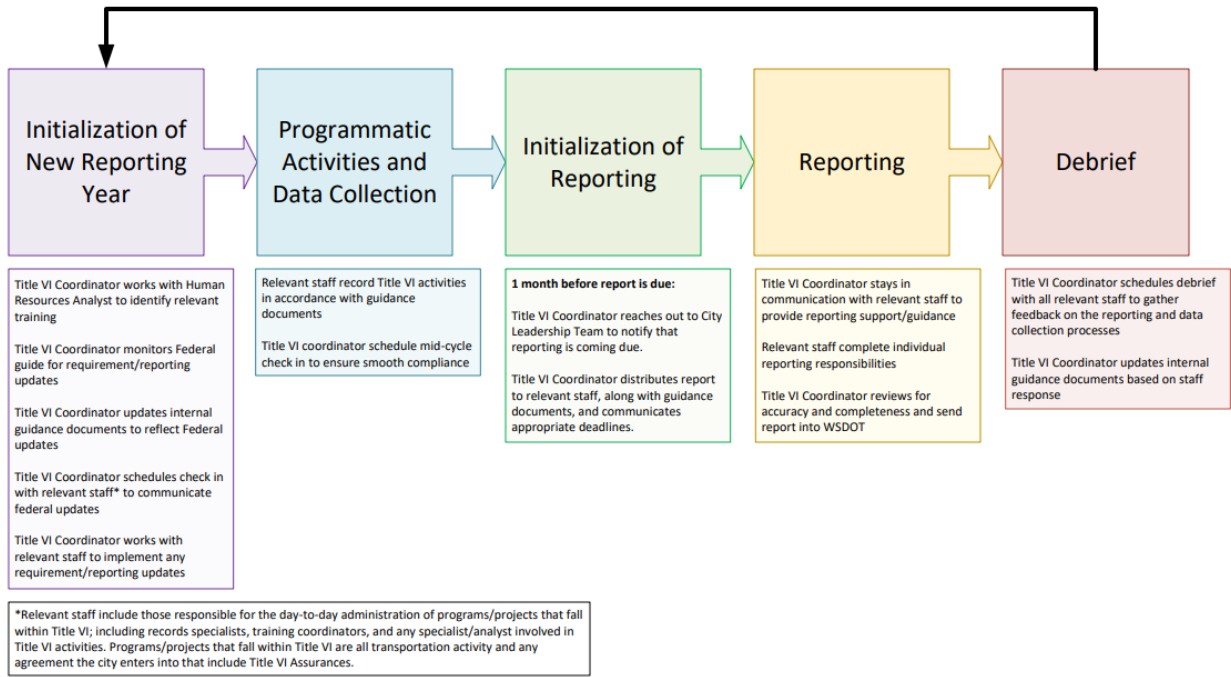 Initialization of
New Reporting
Year
Programmatic
Activities and
Data Collection
Initialization of
Reporting
Reporting
Debrief
Title VI Coordinator works with Human
Resources Analyst to identify relevant
training
Title VI Coordinator monitors Federal
guide for requirement/reporting
updates
Title VI Coordinator updates internal
guidance documents to reflect Federal
updates
Title VI Coordinator schedules check in
with relevant staff* to communicate
federal updates
Title VI Coordinator works with
relevant staff to implement any
requirement/reporting updates
Relevant staff record Title VI activities
in accordance with guidance
documents
Title VI coordinator schedule mid-cycle
check in to ensure smooth compliance
1 month before report is due:
Title VI Coordinator reaches out to City
Leadership Team to notify that
reporting is coming due.
Title VI Coordinator distributes report
to relevant staff, along with guidance
documents, and communicates
appropriate deadlines.
Title VI Coordinator stays in
communication with relevant staff to
provide reporting support/guidance
Relevant staff complete individual
reporting responsibilities
Title VI Coordinator reviews for
accuracy and completeness and send
report into WSDOT
Title VI Coordinator schedules debrief
with all relevant staff to gather
feedback on the reporting and data
collection processes
Title VI Coordinator updates internal
guidance documents based on staff
response
*Relevant staff include those responsible for the day-to-day administration of programs/projects that fall
within Title VI; including records specialists, training coordinators, and any specialist/analyst involved in
Title VI activities. Programs/projects that fall within Title VI are all transportation activity and any
agreement the city enters into that include Title VI Assurances.